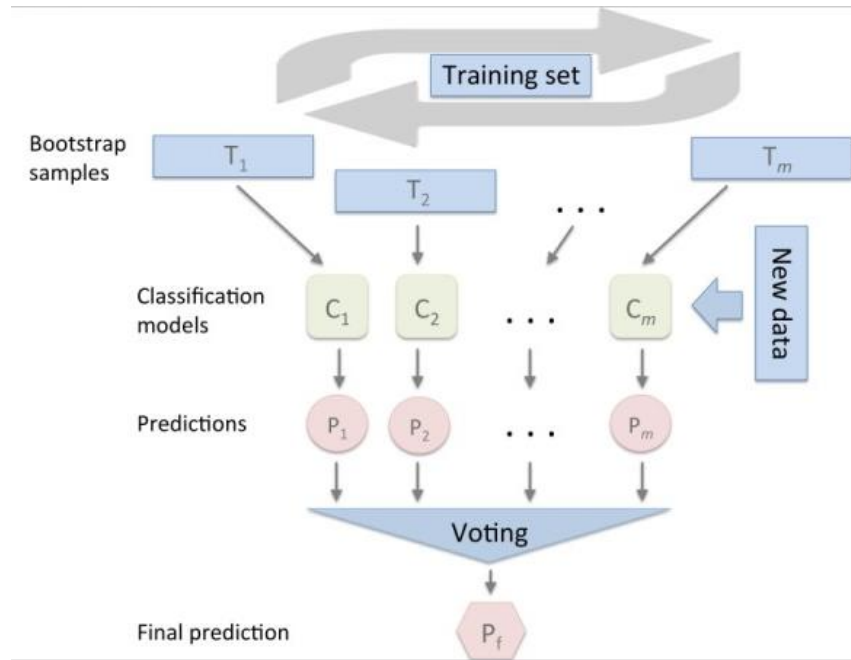 Training set
Bootstrap
samples
T1
T2
Tm
. . .
New data
Classification
models
C1
C2
. . .
Cm
Predictions
P1
P2
. . .
Pm
Voting
Final prediction
Pf